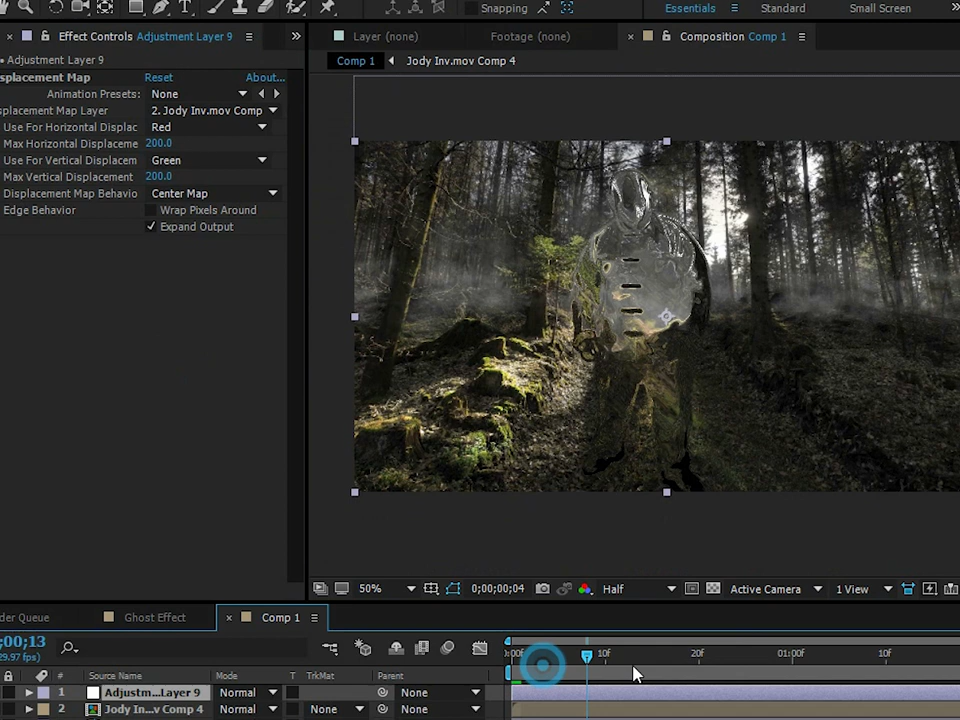 T Snapping Essentials Standard Small Screen »
× Effect Controls Adjustment Layer 9 ≡ »
Layer (none) Footage (none) × Composition Comp 1 ≡
• Adjustment Layer 9
Comp 1 Jody Inv.mov Comp 4
splacement Map Reset About...
Animation Presets: None
splacement Map Layer 2. Jody Inv.mov Comp
Use For Horizontal Displac Red
Max Horizontal Displaceme 200.0
Use For Vertical Displacem Green
Max Vertical Displacement 200.0
Displacement Map Behavio Center Map
Edge Behavior Wrap Pixels Around
Expand Output
50% 0;00;00;04 Half Active Camera 1 View
der Queue Ghost Effect × Comp 1 ≡
;00;13
29.97 fps)
:00f 10f 20f 01:00f 10f
# Source Name Mode T TrkMat Parent
1 Adjustm...Layer 9 Normal None
2 Jody In...v Comp 4 Normal None None